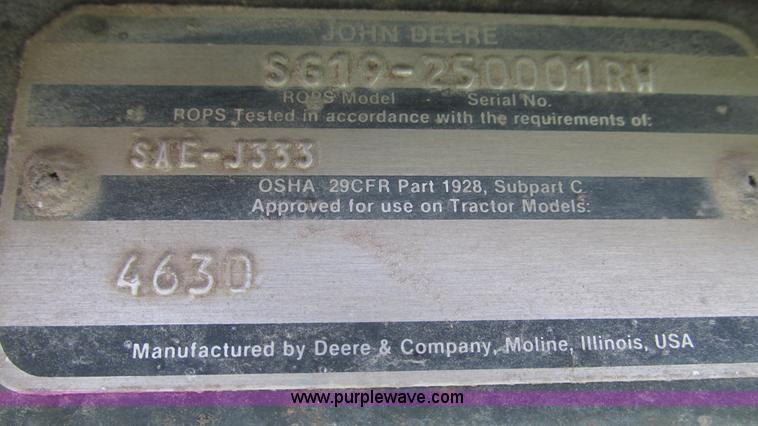 JOHN DEERE
SG19-250001RW
ROPS Model Serial No.
ROPS Tested in accordance with the requirements of:
SAE-J333
OSHA 29CFR Part 1928, Subpart C
Approved for use on Tractor Models:
4630
Manufactured by Deere & Company, Moline, Illinois, USA
www.purplewave.com